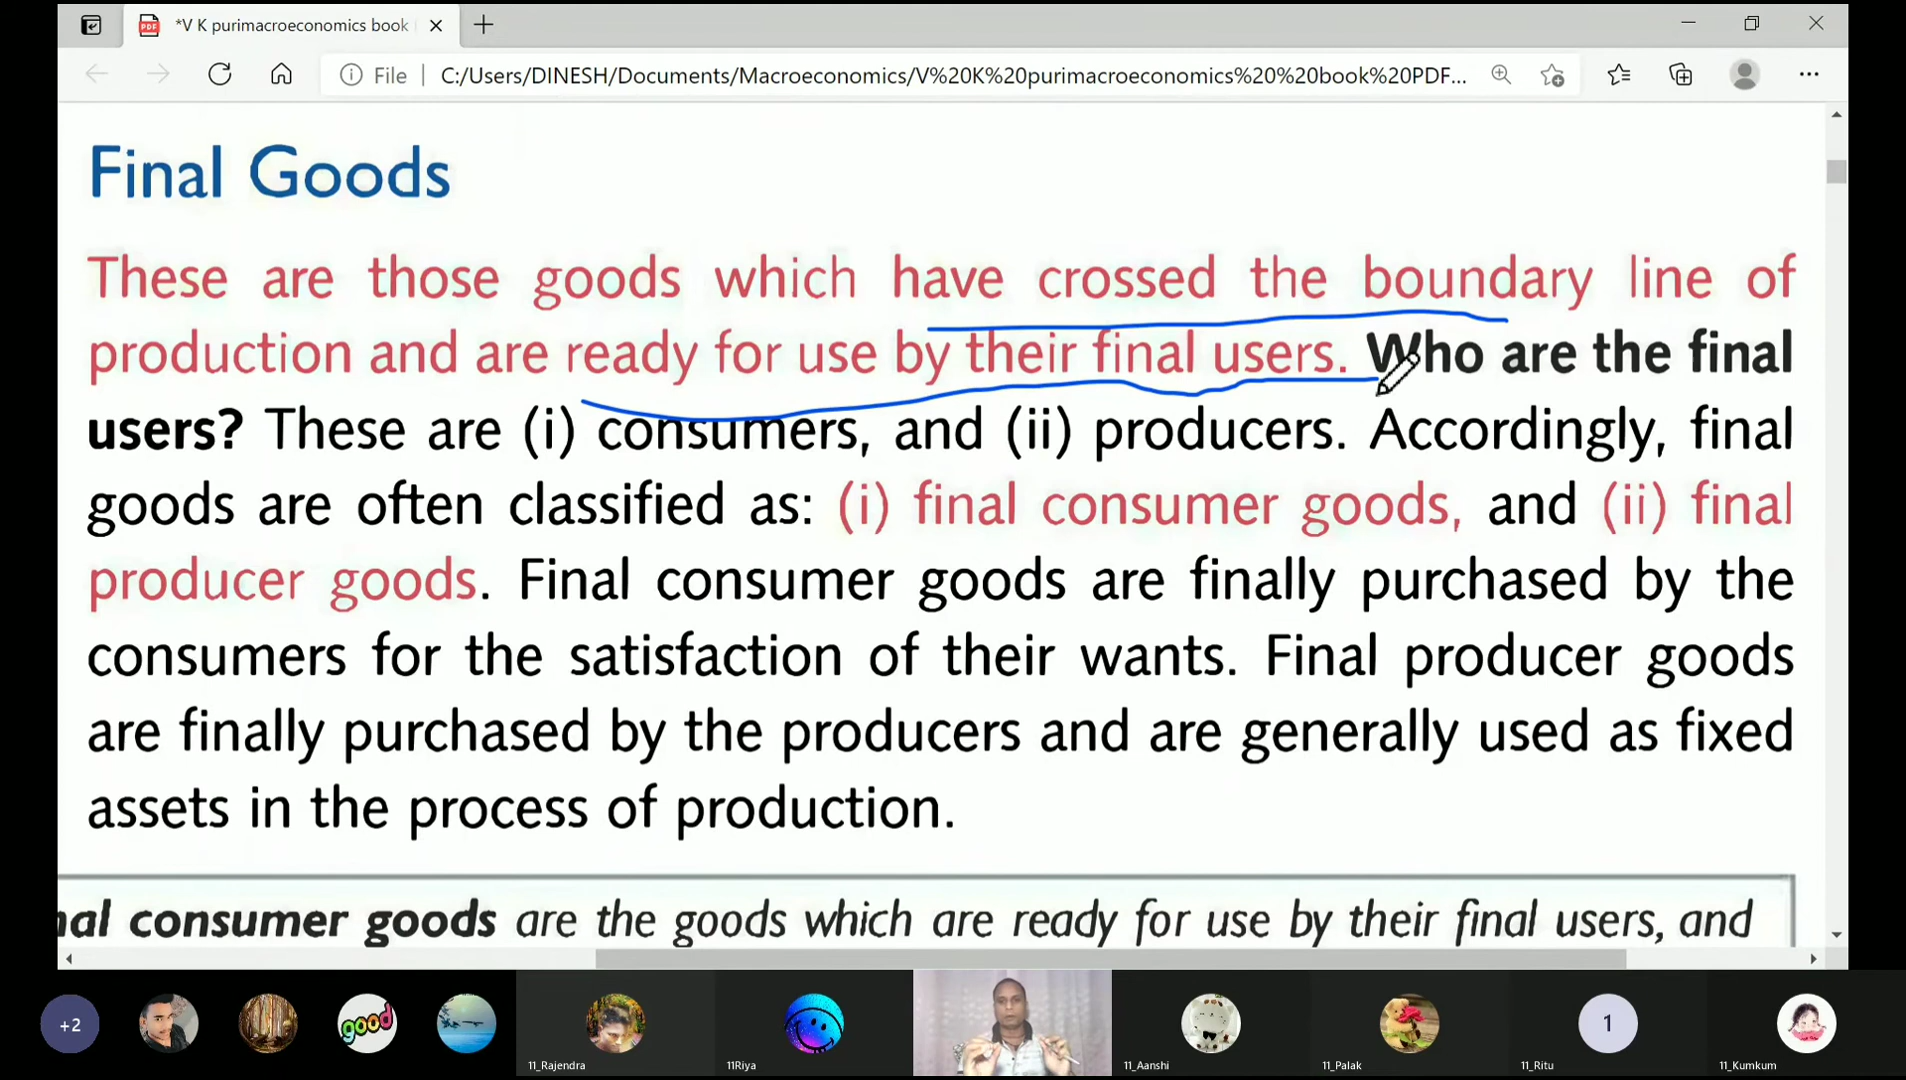 *V K purimacroeconomics book
File
C:/Users/DINESH/Documents/Macroeconomics/V%20K%20purimacroeconomics%20%20book%20PDF...
Final Goods
These are those goods which have crossed the boundary line of
production and are ready for use by their final users. Who are the final
users? These are (i) consumers, and (ii) producers. Accordingly, final
goods are often classified as: (i) final consumer goods, and (ii) final
producer goods. Final consumer goods are finally purchased by the
consumers for the satisfaction of their wants. Final producer goods
are finally purchased by the producers and are generally used as fixed
assets in the process of production.
nal consumer goods are the goods which are ready for use by their final users, and
+2
good
1
11_Rajendra
11Riya
11_Aanshi
11_Palak
11_Ritu
11_Kumkum